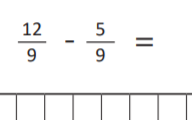 12/9 - 5/9 =